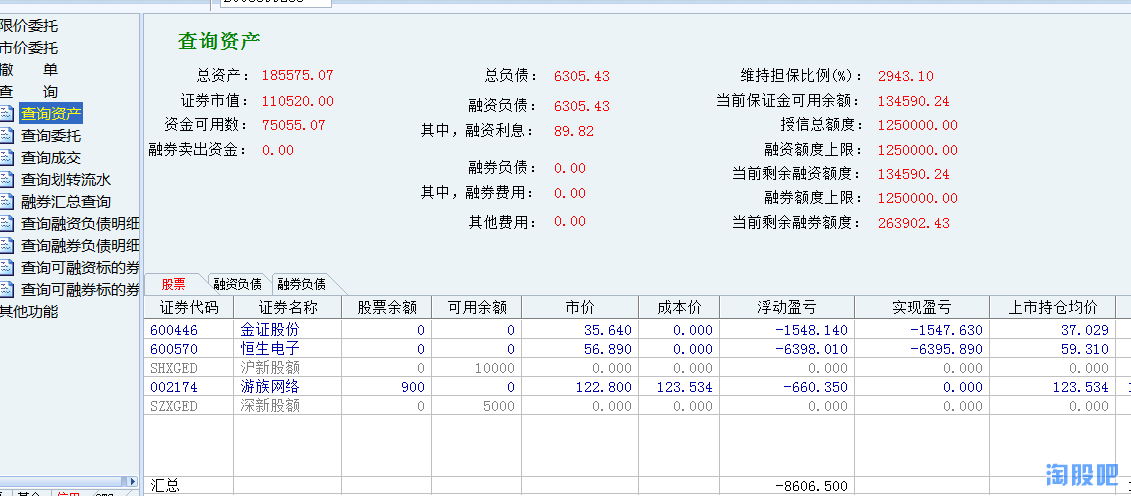 限价委托
市价委托
撤 单
查 询
查询资产
查询委托
查询成交
查询划转流水
融券汇总查询
查询融资负债明细
查询融券负债明细
查询可融资标的券
查询可融券标的券
其他功能
查询资产
总资产： 185575.07 总负债： 6305.43 维持担保比例(%)： 2943.10
证券市值： 110520.00 融资负债： 6305.43 当前保证金可用余额： 134590.24
资金可用数： 75055.07 其中，融资利息： 89.82 授信总额度： 1250000.00
融券卖出资金： 0.00 融资额度上限： 1250000.00
融券负债： 0.00 当前剩余融资额度： 134590.24
其中，融券费用： 0.00 融券额度上限： 1250000.00
其他费用： 0.00 当前剩余融券额度： 263902.43
股票 融资负债 融券负债
证券代码 证券名称 股票余额 可用余额 市价 成本价 浮动盈亏 实现盈亏 上市持仓均价
600446 金证股份 0 0 35.640 0.000 -1548.140 -1547.630 37.029
600570 恒生电子 0 0 56.890 0.000 -6398.010 -6395.890 59.310
SHXGED 沪新股额 0 10000 0.000 0.000 0.000 0.000 0.000
002174 游族网络 900 0 122.800 123.534 -660.350 0.000 123.534
SZXGED 深新股额 0 5000 0.000 0.000 0.000 0.000 0.000
汇总 -8606.500
淘股吧